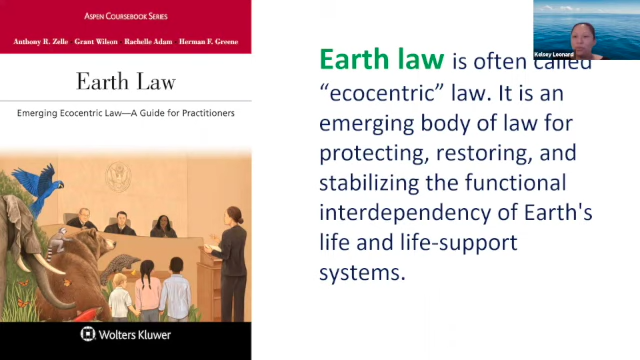 ASPEN COURSEBOOK SERIES
Anthony R. Zelle Grant Wilson Rachelle Adam Herman F. Greene
Earth Law
Emerging Ecocentric Law—A Guide for Practitioners
Wolters Kluwer
Earth law is often called
“ecocentric” law. It is an
emerging body of law for
protecting, restoring, and
stabilizing the functional
interdependency of Earth's
life and life-support
systems.
Kelsey Leonard